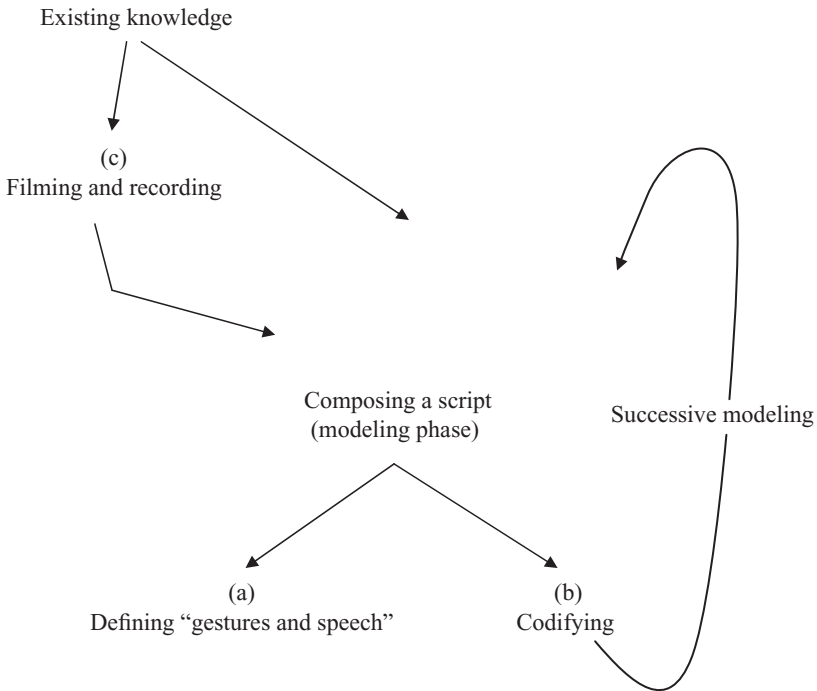 Existing knowledge
(c)
Filming and recording
Composing a script
(modeling phase)
Successive modeling
(a)
Defining “gestures and speech”
(b)
Codifying